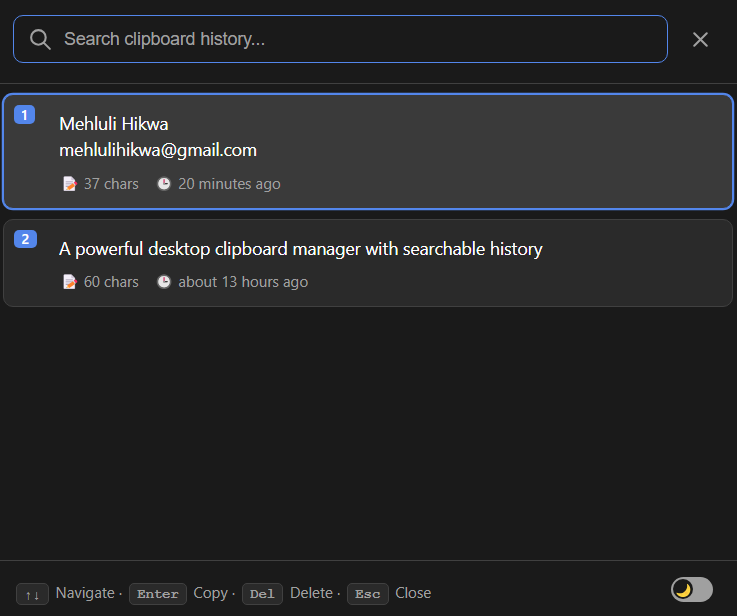 Search clipboard history...
1
Mehluli Hikwa
mehlulihikwa@gmail.com
37 chars 20 minutes ago
2
A powerful desktop clipboard manager with searchable history
60 chars about 13 hours ago
↑↓ Navigate · Enter Copy · Del Delete · Esc Close